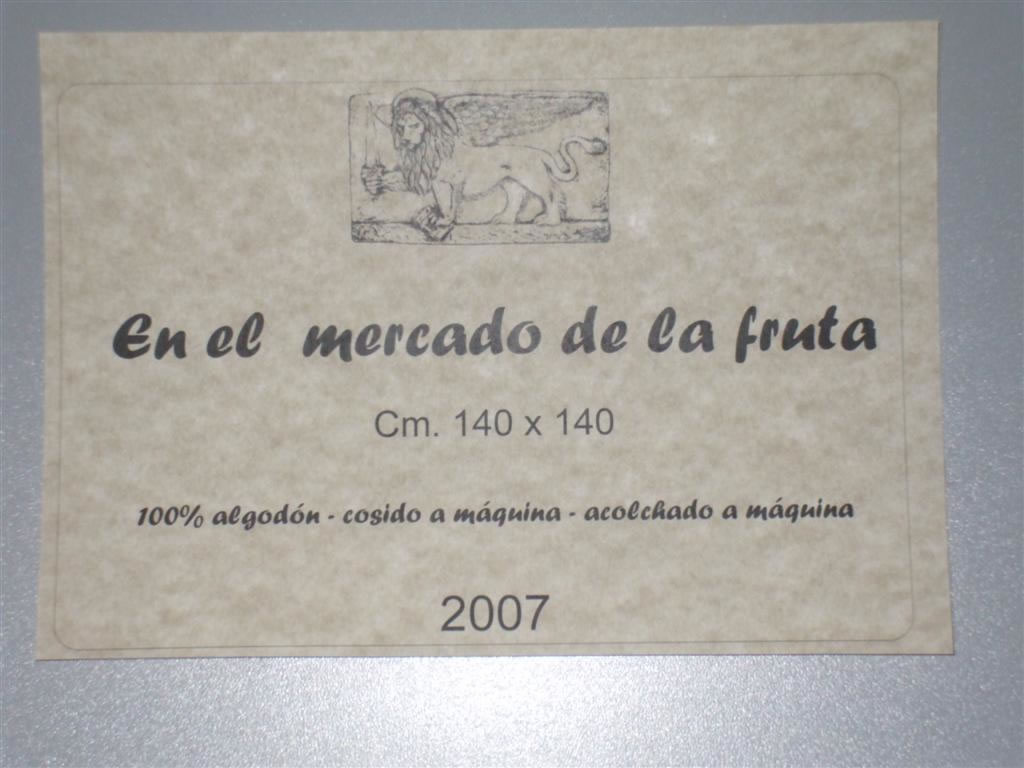 En el mercado de la fruta
Cm. 140 x 140
100% algodón - cosido a máquina - acolchado a máquina
2007